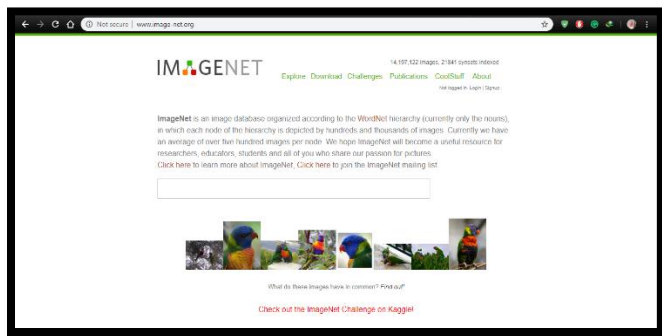 Not secure | www.image-net.org
IMAGENET
14,197,122 images, 21841 synsets indexed
Explore Download Challenges Publications CoolStuff About
Not logged in. Login | Signup
ImageNet is an image database organized according to the WordNet hierarchy (currently only the nouns),
in which each node of the hierarchy is depicted by hundreds and thousands of images. Currently we have
an average of over five hundred images per node. We hope ImageNet will become a useful resource for
researchers, educators, students and all of you who share our passion for pictures.
Click here to learn more about ImageNet, Click here to join the ImageNet mailing list.
What do these images have in common? Find out!
Check out the ImageNet Challenge on Kaggle!